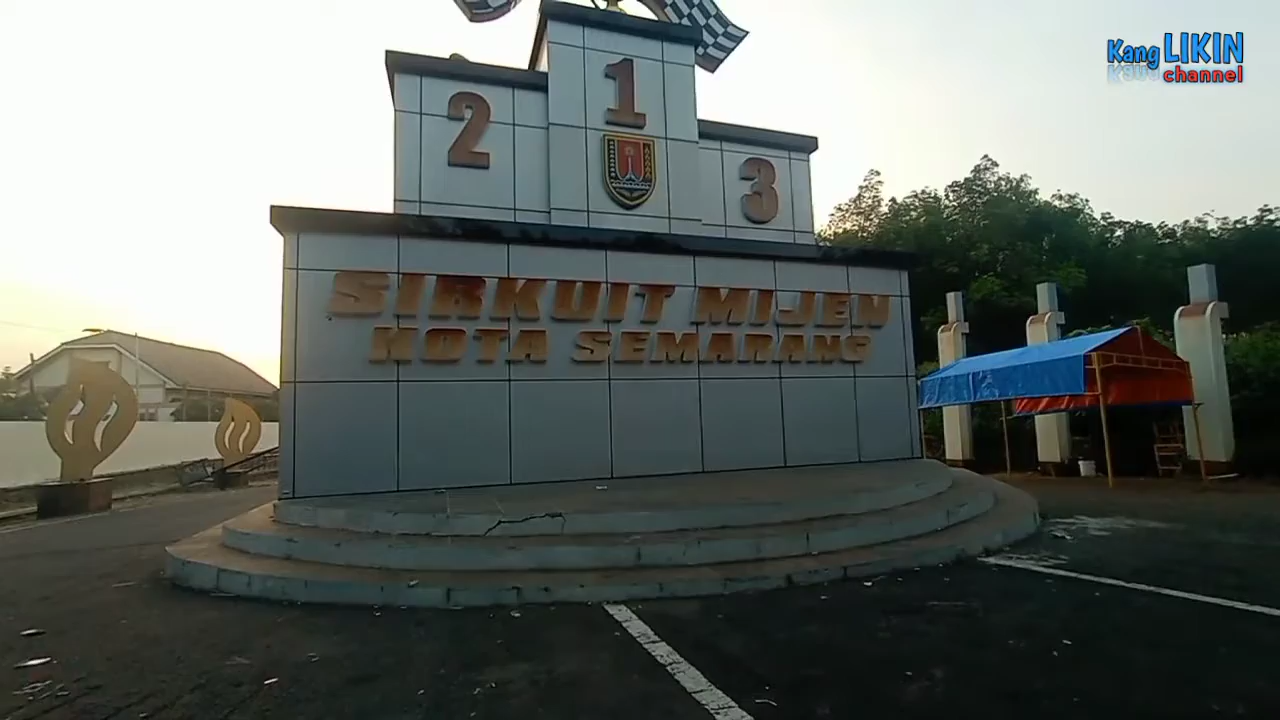 Kang LIKIN
channel
1
2
3
SIRKUIT MIJEN
KOTA SEMARANG